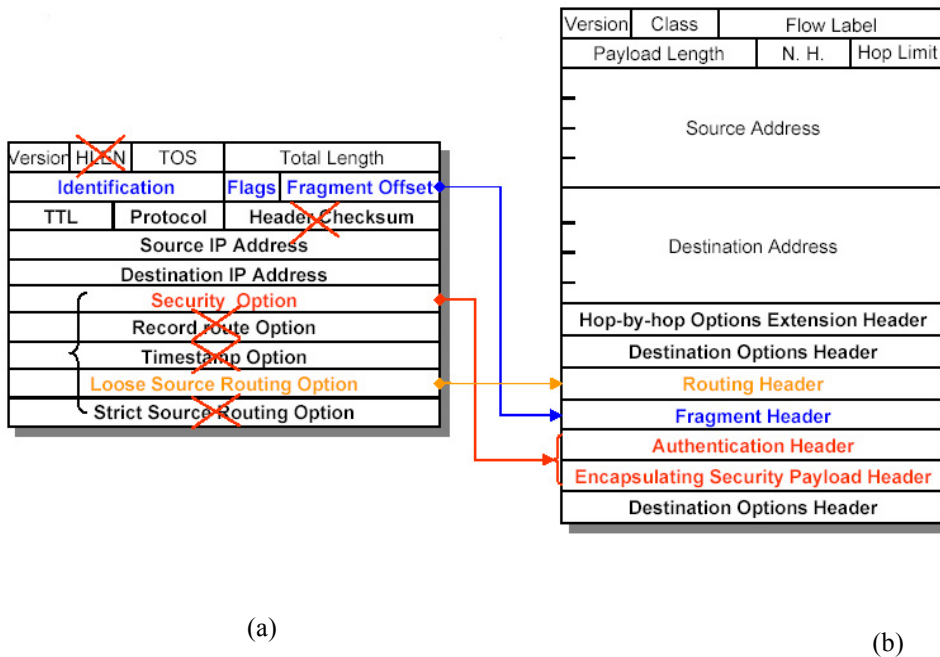 Version HLEN TOS Total Length
Identification Flags Fragment Offset
TTL Protocol Header Checksum
Source IP Address
Destination IP Address
Security Option
Record route Option
Timestamp Option
Loose Source Routing Option
Strict Source Routing Option
(a)
Version Class Flow Label
Payload Length N. H. Hop Limit
Source Address
Destination Address
Hop-by-hop Options Extension Header
Destination Options Header
Routing Header
Fragment Header
Authentication Header
Encapsulating Security Payload Header
Destination Options Header
(b)